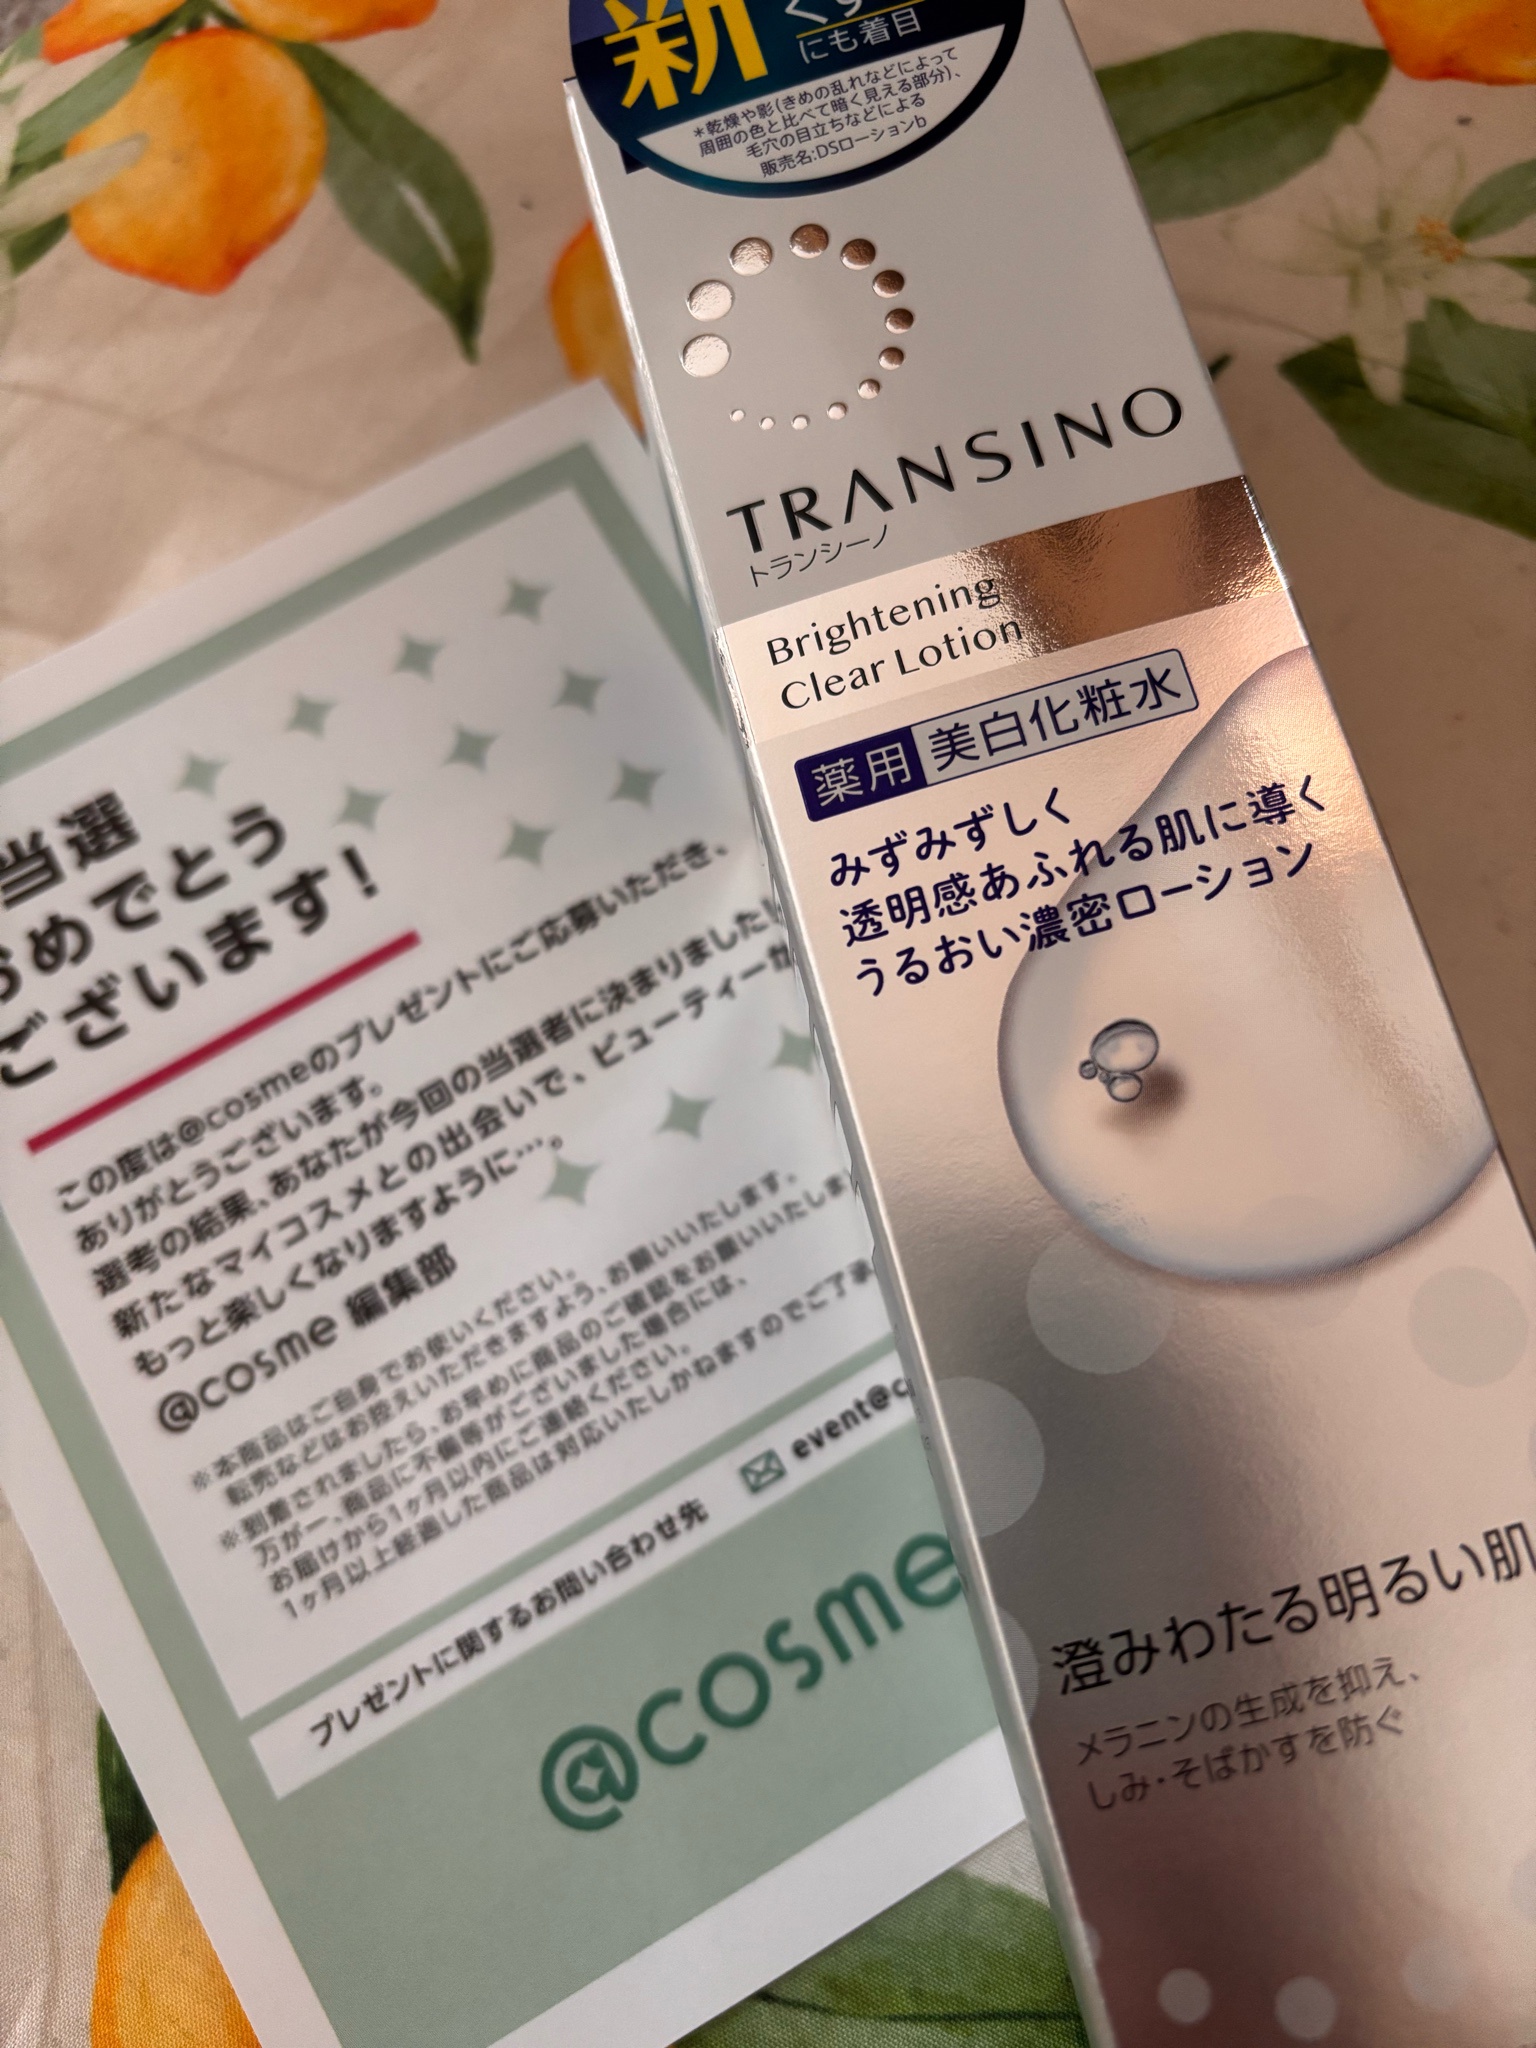 新
くす
にも着目
*乾燥や影(きめの乱れなどによって
周囲の色と比べて暗く見える部分)、
毛穴の目立ちなどによる
販売名:DSローションb
TRANSINO
トランシーノ
Brightening
Clear Lotion
薬用 美白化粧水
みずみずしく
透明感あふれる肌に導く
うるおい濃密ローション
澄みわたる明るい肌
メラニンの生成を抑え、
しみ・そばかすを防ぐ
当選
おめでとう
ございます!
この度は@cosmeのプレゼントにご応募いただき、
ありがとうございます。
選考の結果、あなたが今回の当選者に決まりました!
新たなマイコスメとの出会いで、ビューティーが
もっと楽しくなりますように…。
@cosme 編集部
※本商品はご自身でお使いください。
転売などはお控えいただきますよう、お願いいたします。
※到着されましたら、お早めに商品のご確認をお願いいたしま
万が一、商品に不備等がございました場合には、
お届けから1ヶ月以内にご連絡ください。
1ヶ月以上経過した商品は対応いたしかねますのでご了承
プレゼントに関するお問い合わせ先 event@c
@cosme